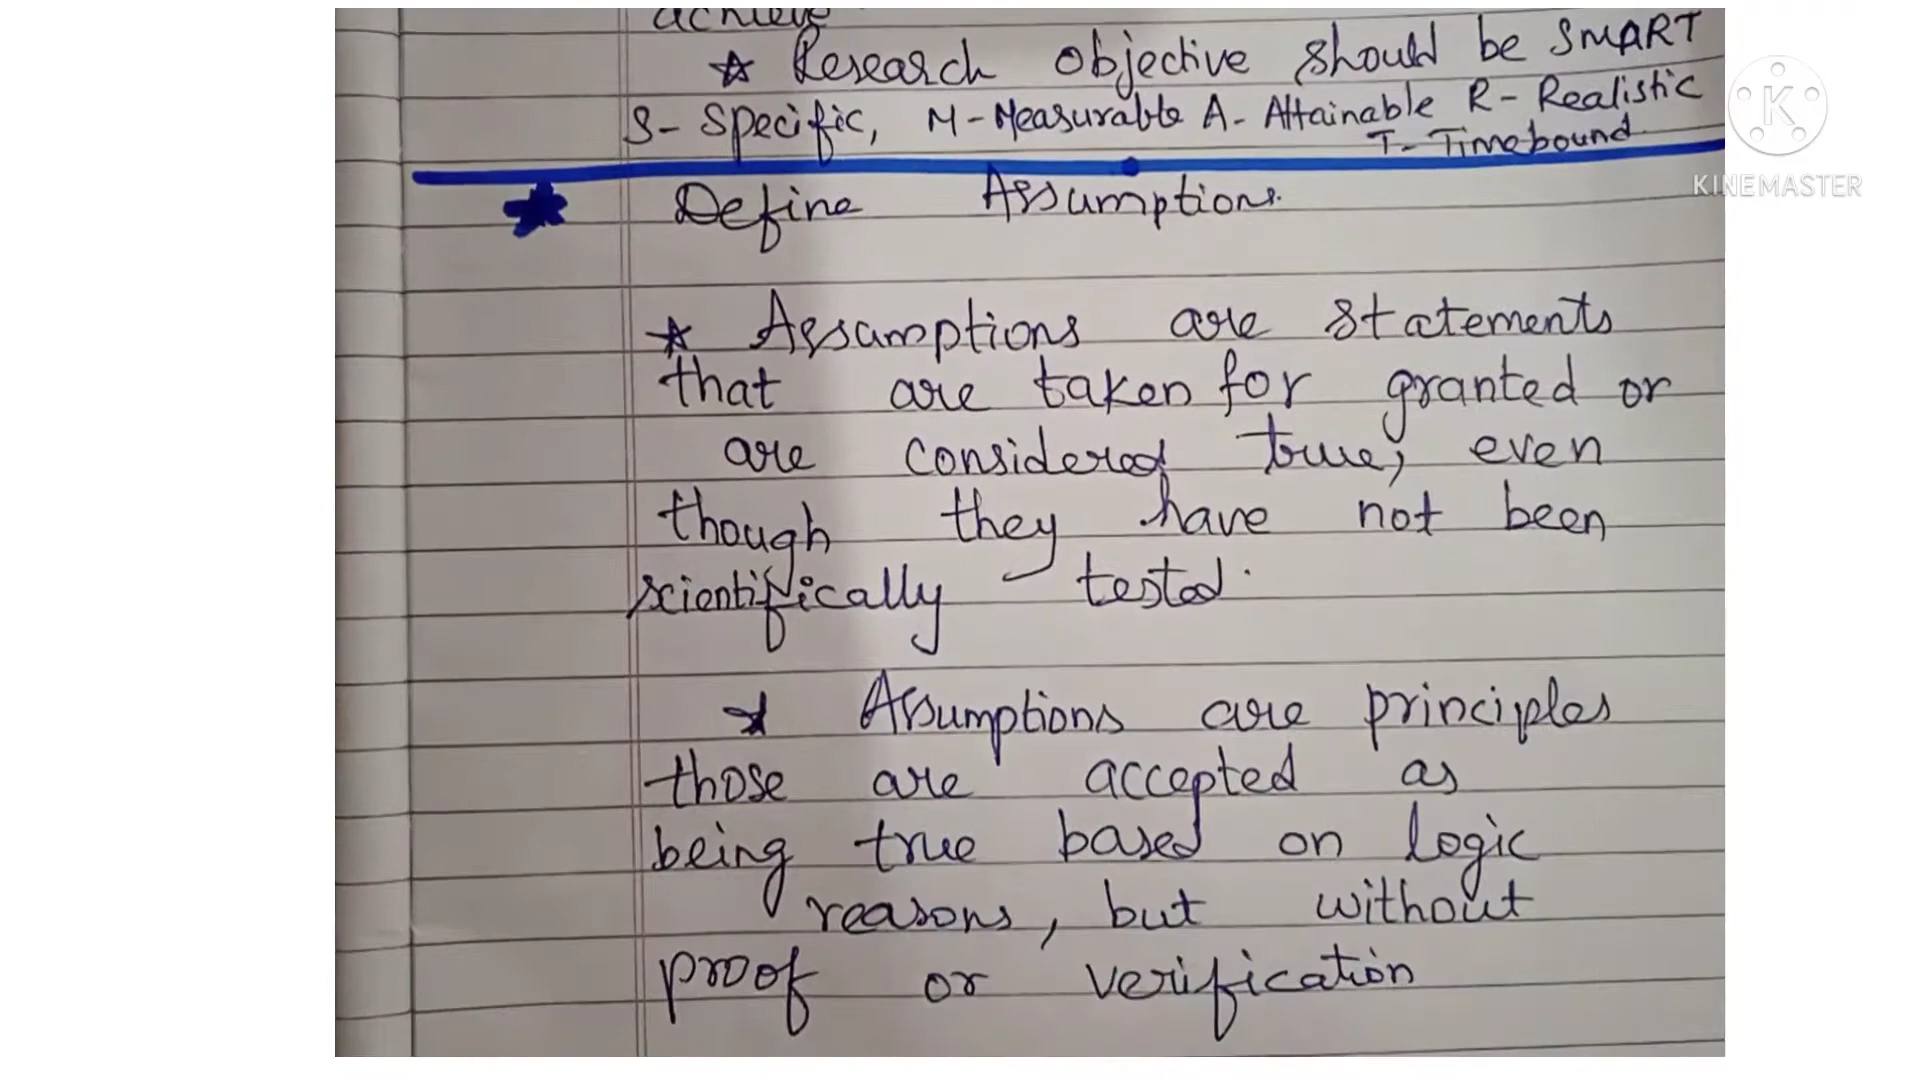 achieve
☆ Research objective should be SMART
S- Specific, M-Measurable A- Attainable R- Realistic
T- Timebound
KINEMASTER
★ Define Assumptions.
☆ Assumptions are statements
that are taken for granted or
are considered true, even
though they have not been
scientifically tested.
☆ Assumptions are principles
those are accepted as
being true based on logic
reasons, but without
proof or verification